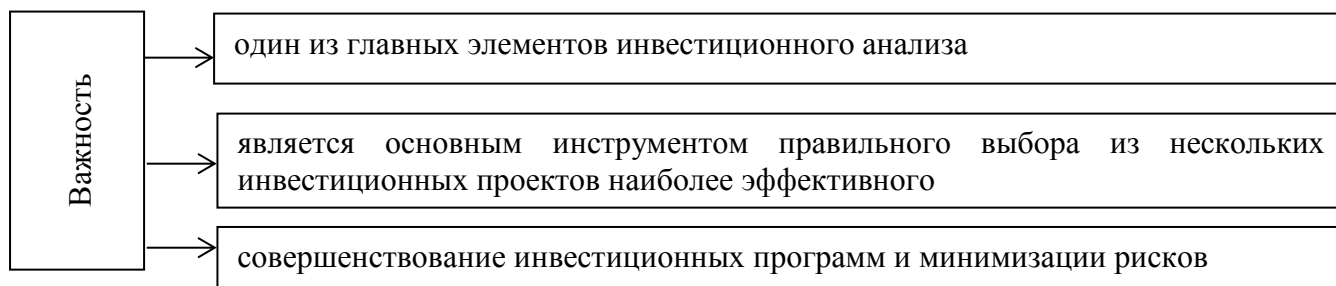 Важность
один из главных элементов инвестиционного анализа
является основным инструментом правильного выбора из нескольких
инвестиционных проектов наиболее эффективного
совершенствование инвестиционных программ и минимизации рисков